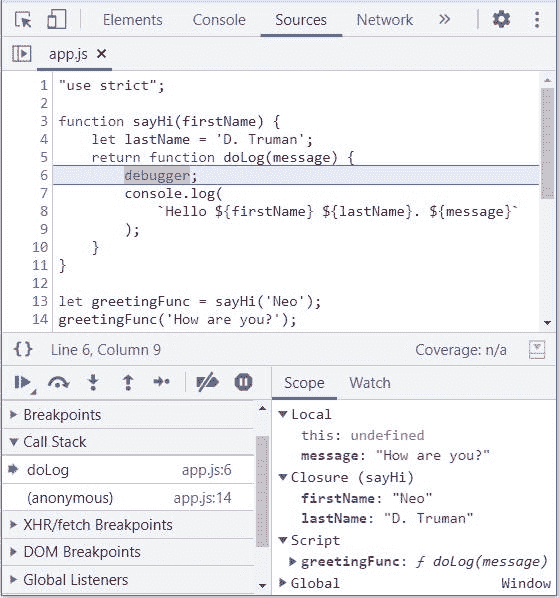 Elements Console Sources Network »
app.js ×
1 "use strict";
2
3 function sayHi(firstName) {
4 let lastName = 'D. Truman';
5 return function doLog(message) {
6 debugger;
7 console.log(
8 `Hello ${firstName} ${lastName}. ${message}`
9 );
10 }
11 }
12
13 let greetingFunc = sayHi('Neo');
14 greetingFunc('How are you?');
{} Line 6, Column 9 Coverage: n/a
Scope Watch
Breakpoints
Call Stack
doLog app.js:6
(anonymous) app.js:14
XHR/fetch Breakpoints
DOM Breakpoints
Global Listeners
Local
this: undefined
message: "How are you?"
Closure (sayHi)
firstName: "Neo"
lastName: "D. Truman"
Script
greetingFunc: ƒ doLog(message)
Global Window